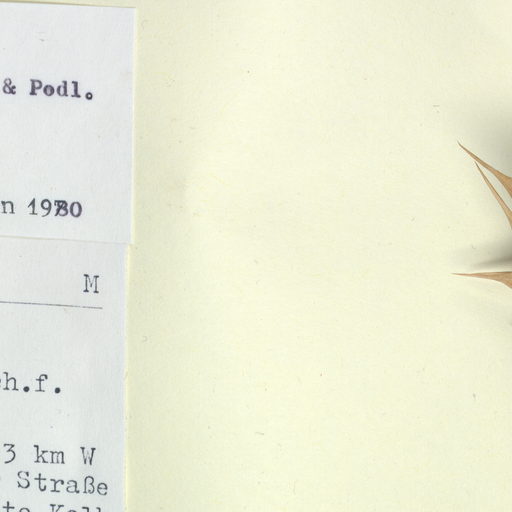 & Podl.
n 1980
M
h.f.
3 km W
Straße